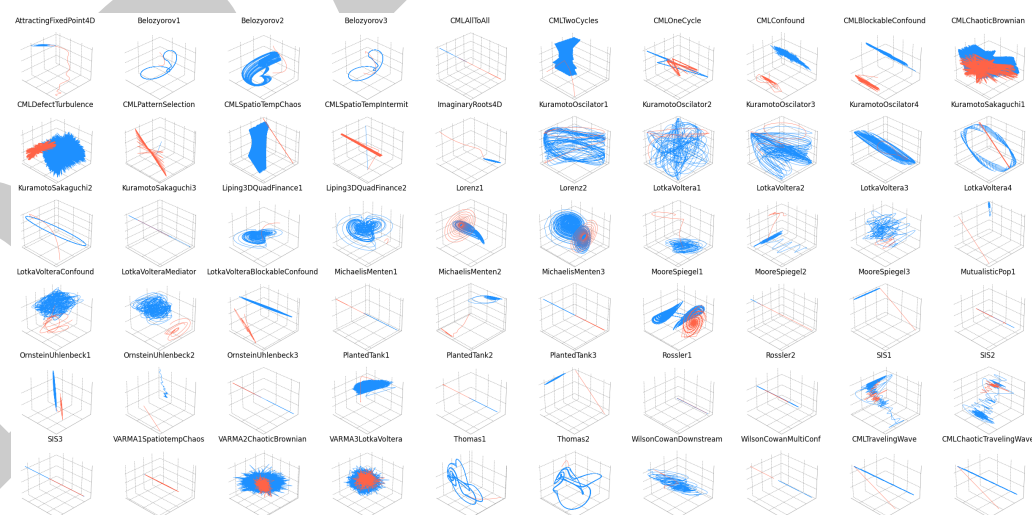 AttractingFixedPoint4D Belozyorov1 Belozyorov2 Belozyorov3 CMLAllToAll CMLTwoCycles CMLOneCycle CMLConfound CMLBlockableConfound CMLChaoticBrownian
CMLDefectTurbulence CMLPatternSelection CMLSpatioTempChaos CMLSpatioTempIntermit ImaginaryRoots4D KuramotoOscilator1 KuramotoOscilator2 KuramotoOscilator3 KuramotoOscilator4 KuramotoSakaguchi1
KuramotoSakaguchi2 KuramotoSakaguchi3 Liping3DQuadFinance1 Liping3DQuadFinance2 Lorenz1 Lorenz2 LotkaVoltera1 LotkaVoltera2 LotkaVoltera3 LotkaVoltera4
LotkaVolteraConfound LotkaVolteraMediator LotkaVolteraBlockableConfound MichaelisMenten1 MichaelisMenten2 MichaelisMenten3 MooreSpiegel1 MooreSpiegel2 MooreSpiegel3 MutualisticPop1
OrnsteinUhlenbeck1 OrnsteinUhlenbeck2 OrnsteinUhlenbeck3 PlantedTank1 PlantedTank2 PlantedTank3 Rossler1 Rossler2 SIS1 SIS2
SIS3 VARMA1SpatiotempChaos VARMA2ChaoticBrownian VARMA3LotkaVoltera Thomas1 Thomas2 WilsonCowanDownstream WilsonCowanMultiConf CMLTravelingWave CMLChaoticTravelingWave